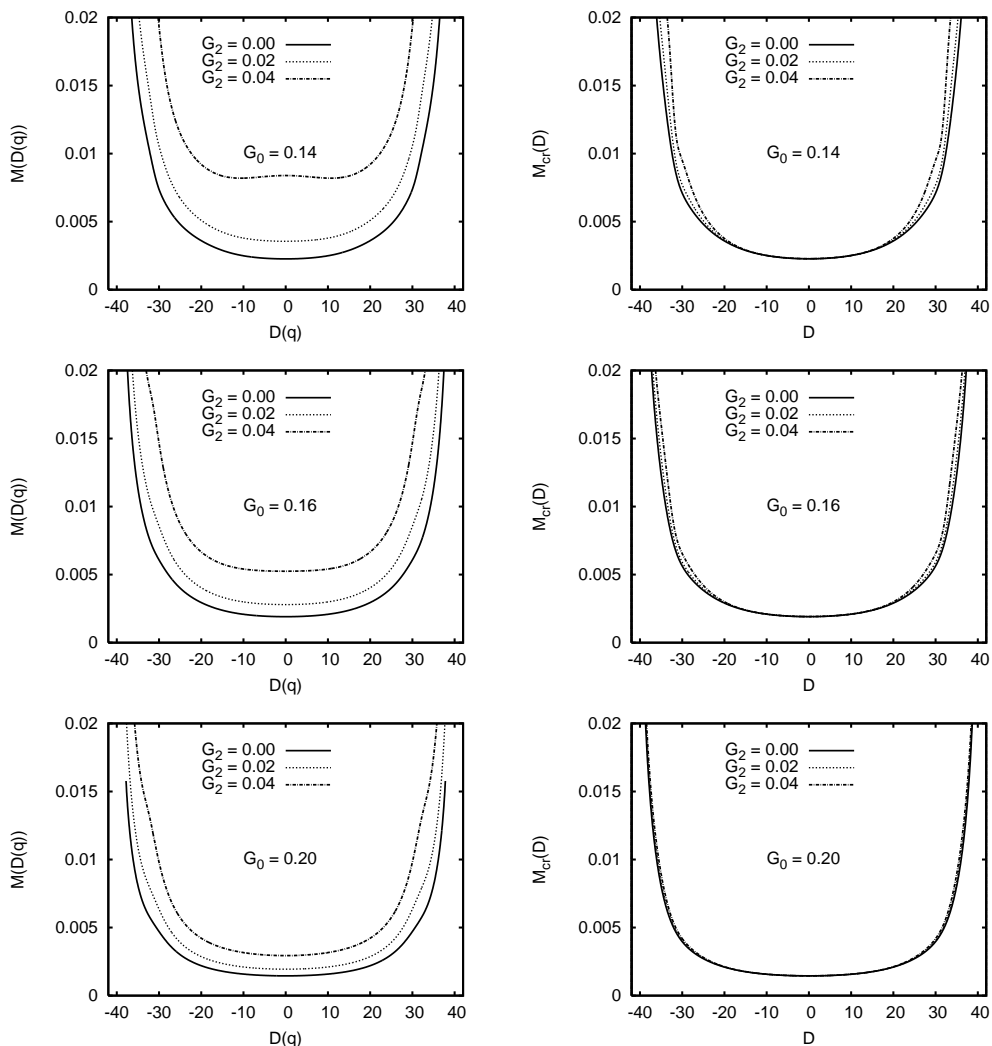 0.02
0.015
0.01
0.005
0
M(D(q))
G2 = 0.00
G2 = 0.02
G2 = 0.04
G0 = 0.14
-40 -30 -20 -10 0 10 20 30 40
D(q)
0.02
0.015
0.01
0.005
0
Mcr(D)
G2 = 0.00
G2 = 0.02
G2 = 0.04
G0 = 0.14
-40 -30 -20 -10 0 10 20 30 40
D
0.02
0.015
0.01
0.005
0
M(D(q))
G2 = 0.00
G2 = 0.02
G2 = 0.04
G0 = 0.16
-40 -30 -20 -10 0 10 20 30 40
D(q)
0.02
0.015
0.01
0.005
0
Mcr(D)
G2 = 0.00
G2 = 0.02
G2 = 0.04
G0 = 0.16
-40 -30 -20 -10 0 10 20 30 40
D
0.02
0.015
0.01
0.005
0
M(D(q))
G2 = 0.00
G2 = 0.02
G2 = 0.04
G0 = 0.20
-40 -30 -20 -10 0 10 20 30 40
D(q)
0.02
0.015
0.01
0.005
0
Mcr(D)
G2 = 0.00
G2 = 0.02
G2 = 0.04
G0 = 0.20
-40 -30 -20 -10 0 10 20 30 40
D